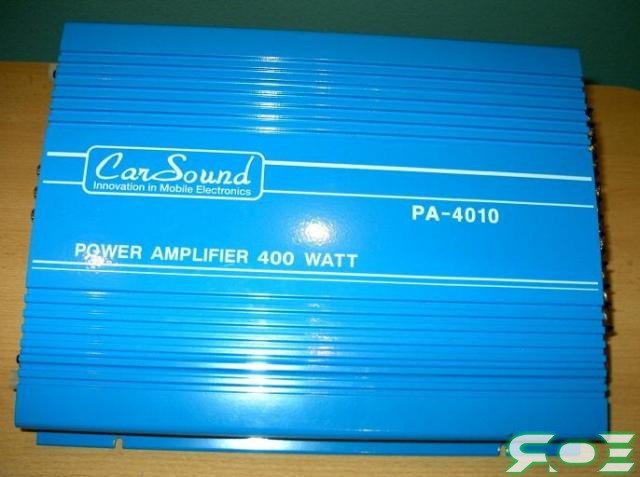 CarSound
Innovation in Mobile Electronics
PA-4010
POWER AMPLIFIER 400 WATT